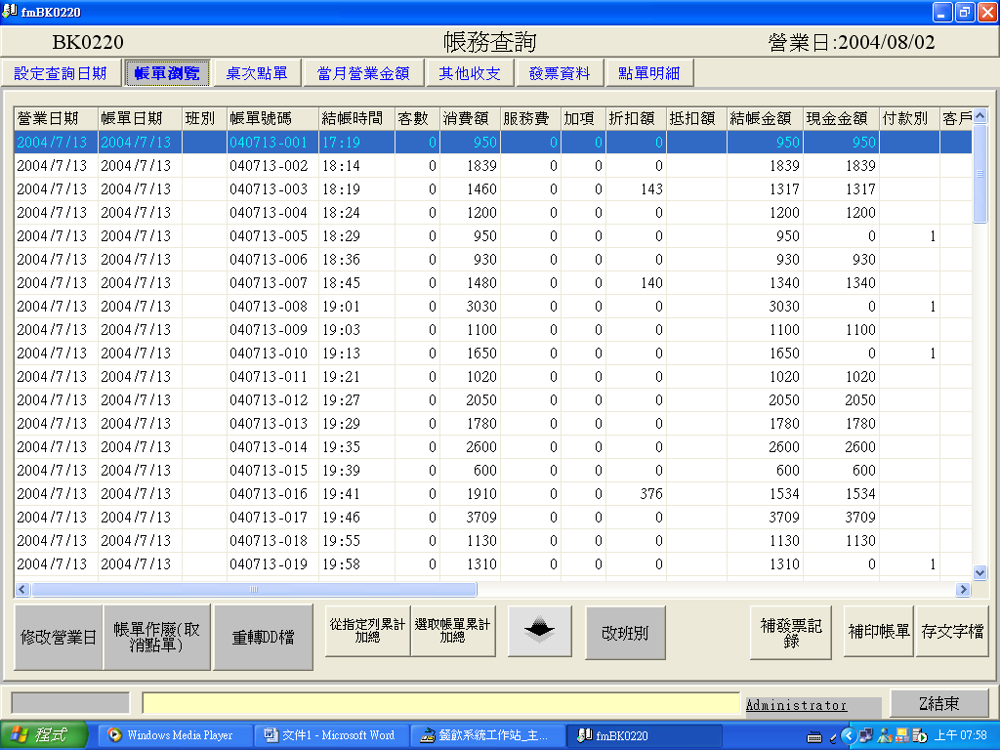 fmBK0220
BK0220 帳務查詢 營業日:2004/08/02
設定查詢日期 帳單瀏覽 桌次點單 當月營業金額 其他收支 發票資料 點單明細
營業日期 帳單日期 班別 帳單號碼 結帳時間 客數 消費額 服務費 加項 折扣額 抵扣額 結帳金額 現金金額 付款別 客戶
2004/7/13 2004/7/13 040713-001 17:19 0 950 0 0 0 950 950
2004/7/13 2004/7/13 040713-002 18:14 0 1839 0 0 0 1839 1839
2004/7/13 2004/7/13 040713-003 18:19 0 1460 0 0 143 1317 1317
2004/7/13 2004/7/13 040713-004 18:24 0 1200 0 0 0 1200 1200
2004/7/13 2004/7/13 040713-005 18:29 0 950 0 0 0 950 0 1
2004/7/13 2004/7/13 040713-006 18:36 0 930 0 0 0 930 930
2004/7/13 2004/7/13 040713-007 18:45 0 1480 0 0 140 1340 1340
2004/7/13 2004/7/13 040713-008 19:01 0 3030 0 0 0 3030 0 1
2004/7/13 2004/7/13 040713-009 19:03 0 1100 0 0 0 1100 1100
2004/7/13 2004/7/13 040713-010 19:13 0 1650 0 0 0 1650 0 1
2004/7/13 2004/7/13 040713-011 19:21 0 1020 0 0 0 1020 1020
2004/7/13 2004/7/13 040713-012 19:27 0 2050 0 0 0 2050 2050
2004/7/13 2004/7/13 040713-013 19:29 0 1780 0 0 0 1780 1780
2004/7/13 2004/7/13 040713-014 19:35 0 2600 0 0 0 2600 2600
2004/7/13 2004/7/13 040713-015 19:39 0 600 0 0 0 600 600
2004/7/13 2004/7/13 040713-016 19:41 0 1910 0 0 376 1534 1534
2004/7/13 2004/7/13 040713-017 19:46 0 3709 0 0 0 3709 3709
2004/7/13 2004/7/13 040713-018 19:55 0 1130 0 0 0 1130 1130
2004/7/13 2004/7/13 040713-019 19:58 0 1310 0 0 0 1310 0 1
修改營業日
帳單作廢(取
消點單)
重轉DD檔
從指定列累計
加總
選取帳單累計
加總
改班別
補發票記
錄
補印帳單
存文字檔
Administrator
Z結束
程式 Windows Media Player 文件1 - Microsoft Word 餐飲系統工作站_主... fmBK0220 上午 07:58